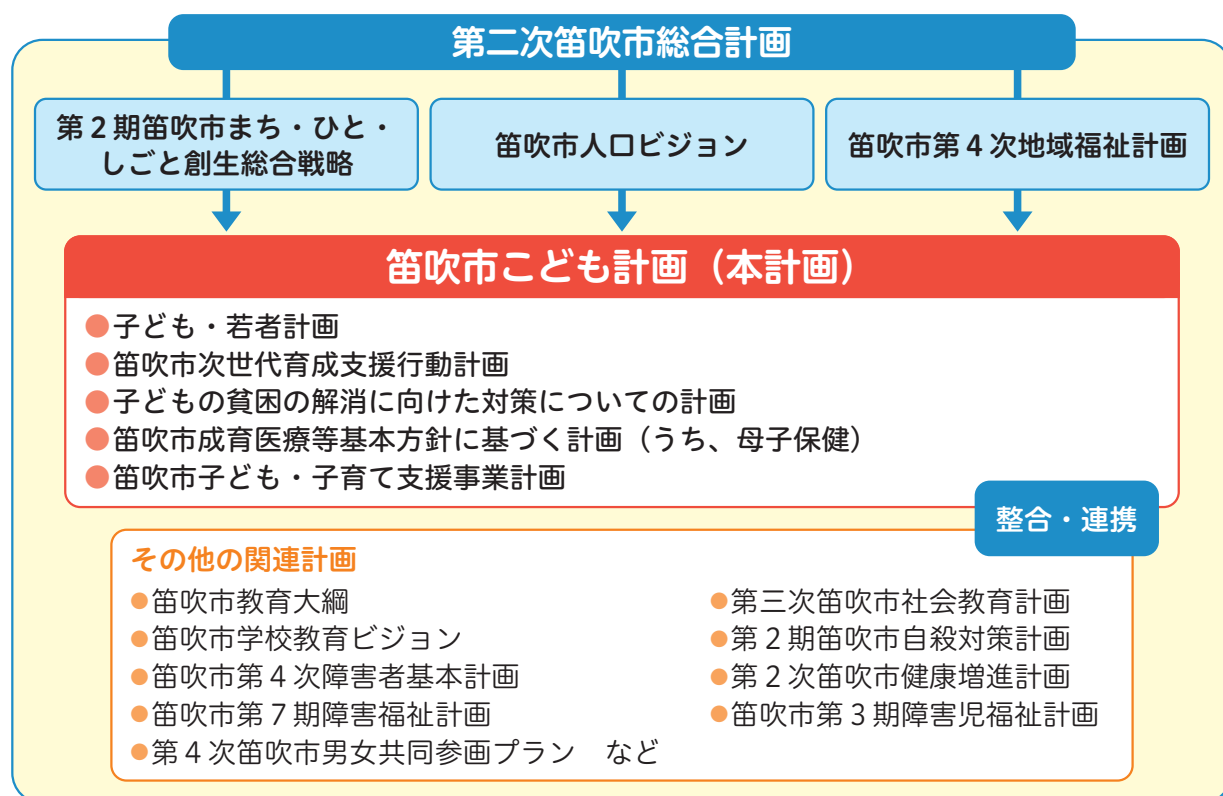 第二次笛吹市総合計画
第２期笛吹市まち・ひと・
しごと創生総合戦略
笛吹市人口ビジョン
笛吹市第４次地域福祉計画
笛吹市こども計画（本計画）
●子ども・若者計画
●笛吹市次世代育成支援行動計画
●子どもの貧困の解消に向けた対策についての計画
●笛吹市成育医療等基本方針に基づく計画（うち、母子保健）
●笛吹市子ども・子育て支援事業計画
整合・連携
その他の関連計画
●笛吹市教育大綱
●笛吹市学校教育ビジョン
●笛吹市第４次障害者基本計画
●笛吹市第７期障害福祉計画
●第４次笛吹市男女共同参画プラン　など
●第三次笛吹市社会教育計画
●第２期笛吹市自殺対策計画
●第２次笛吹市健康増進計画
●笛吹市第３期障害児福祉計画